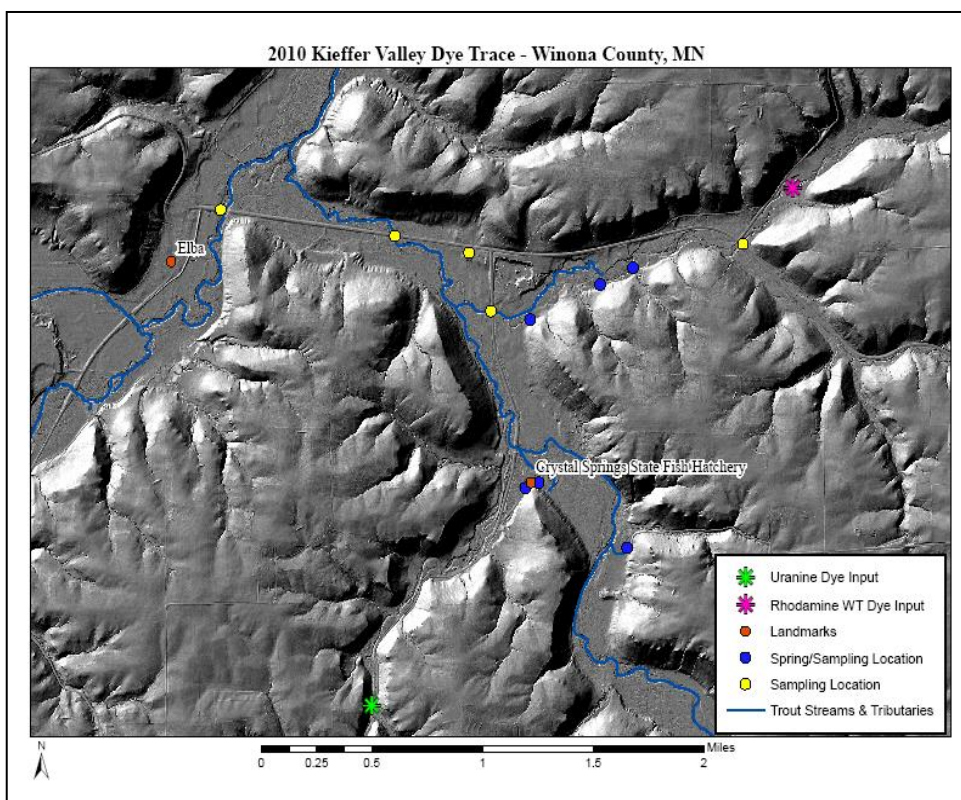 2010 Kieffer Valley Dye Trace - Winona County, MN
Elba
Crystal Springs State Fish Hatchery
Uranine Dye Input
Rhodamine WT Dye Input
Landmarks
Spring/Sampling Location
Sampling Location
Trout Streams & Tributaries
N
Miles
0 0.25 0.5 1 1.5 2